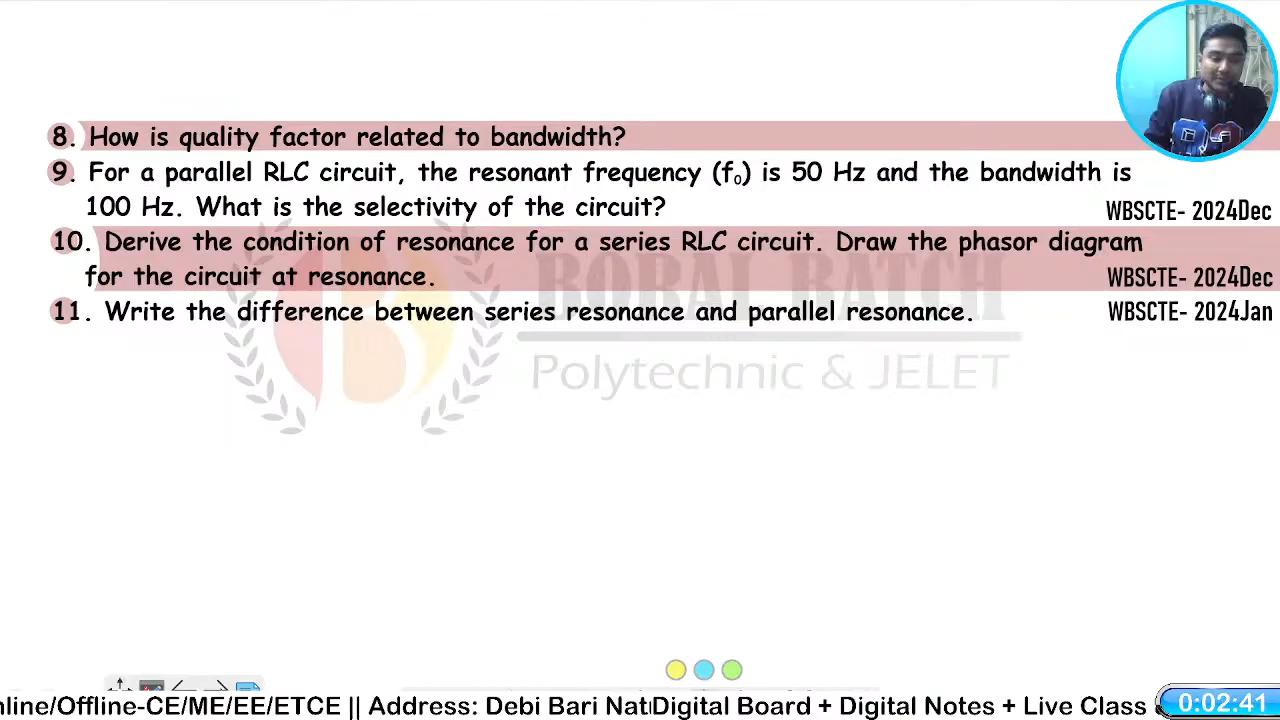 8. How is quality factor related to bandwidth?
9. For a parallel RLC circuit, the resonant frequency (f₀) is 50 Hz and the bandwidth is
100 Hz. What is the selectivity of the circuit?
WBSCTE- 2024Dec
10. Derive the condition of resonance for a series RLC circuit. Draw the phasor diagram
for the circuit at resonance.
WBSCTE- 2024Dec
11. Write the difference between series resonance and parallel resonance.
WBSCTE- 2024Jan
BORAL BATCH
Polytechnic & JELET
nline/Offline-CE/ME/EE/ETCE || Address: Debi Bari Nat
Digital Board + Digital Notes + Live Class
0:02:41